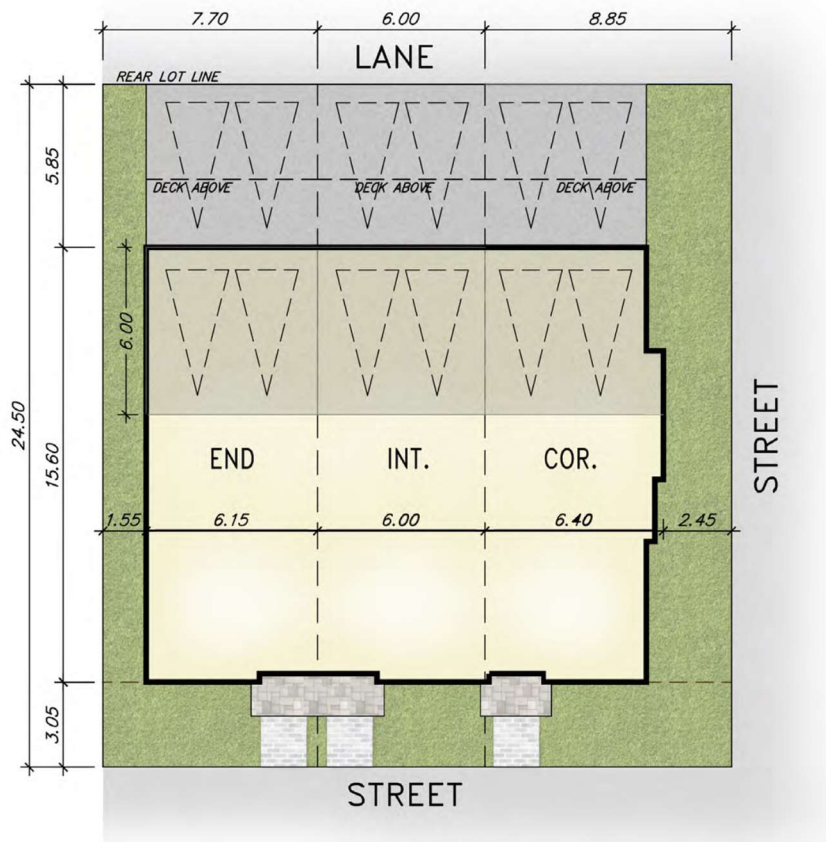 7.70
6.00
8.85
LANE
REAR LOT LINE
5.85
DECK ABOVE
DECK ABOVE
DECK ABOVE
6.00
24.50
15.60
STREET
END
INT.
COR.
1.55
6.15
6.00
6.40
2.45
3.05
STREET